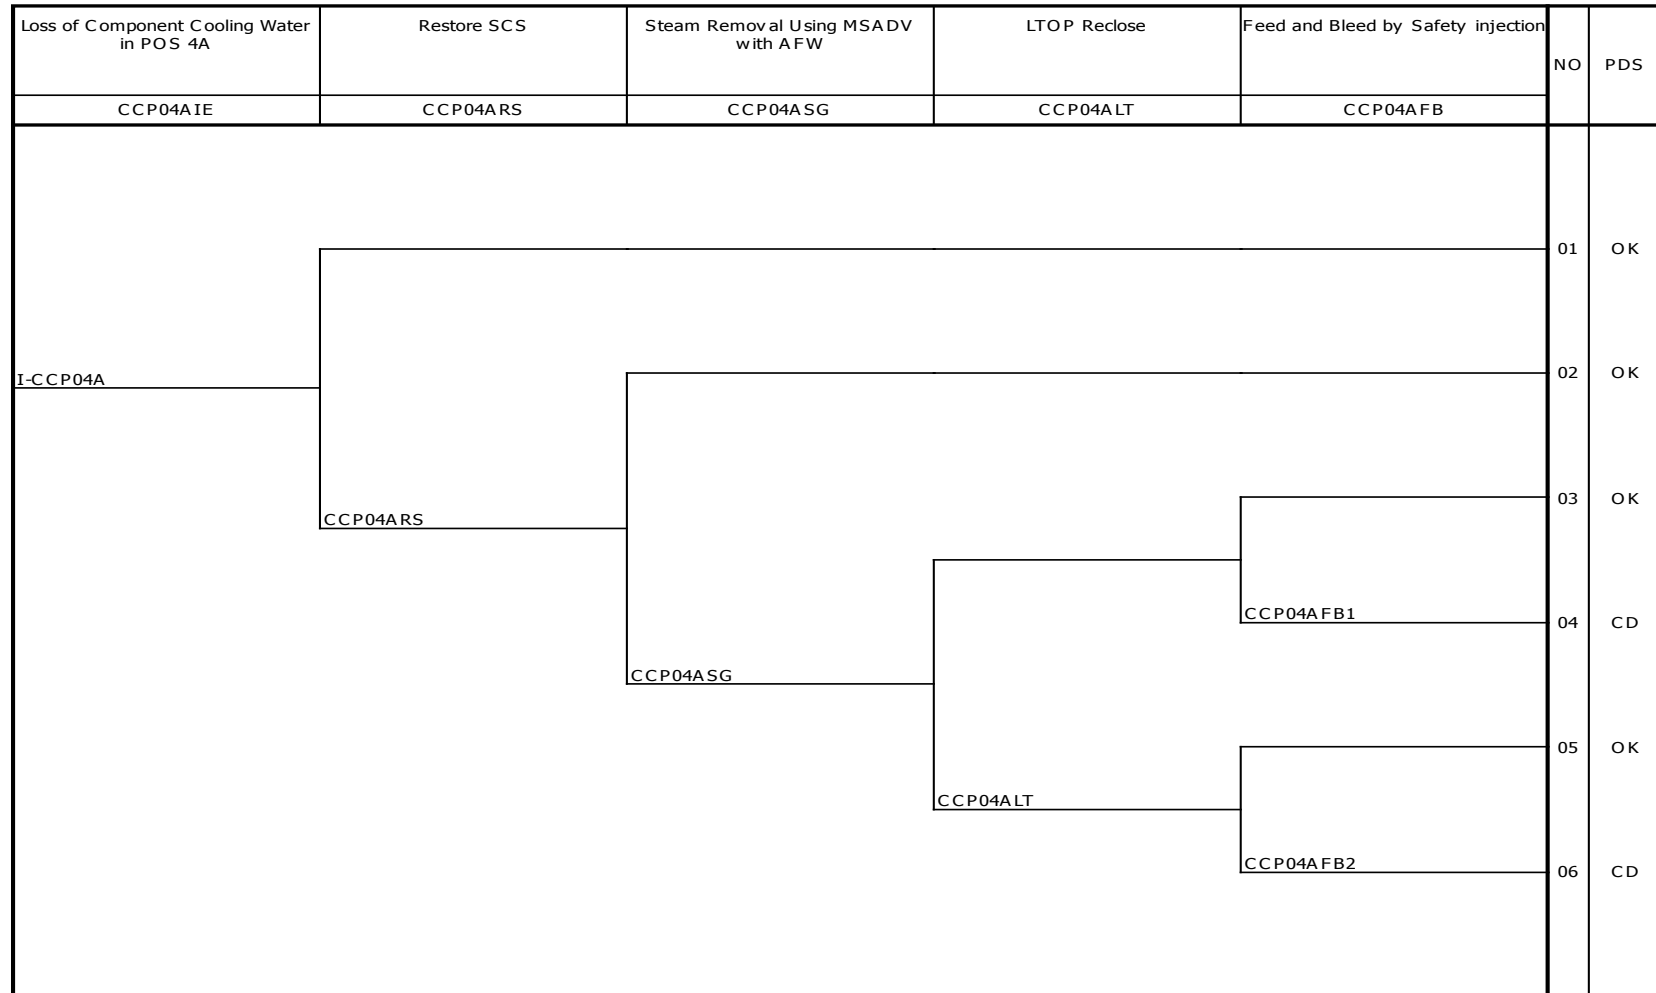 Loss of Component Cooling Water
in POS 4A
Restore SCS
Steam Removal Using MSADV
with AFW
LTOP Reclose
Feed and Bleed by Safety injection
NO
PDS
CCP04AIE
CCP04ARS
CCP04ASG
CCP04ALT
CCP04AFB
01
OK
I-CCP04A
02
OK
03
OK
CCP04ARS
CCP04AFB1
04
CD
CCP04ASG
05
OK
CCP04ALT
CCP04AFB2
06
CD